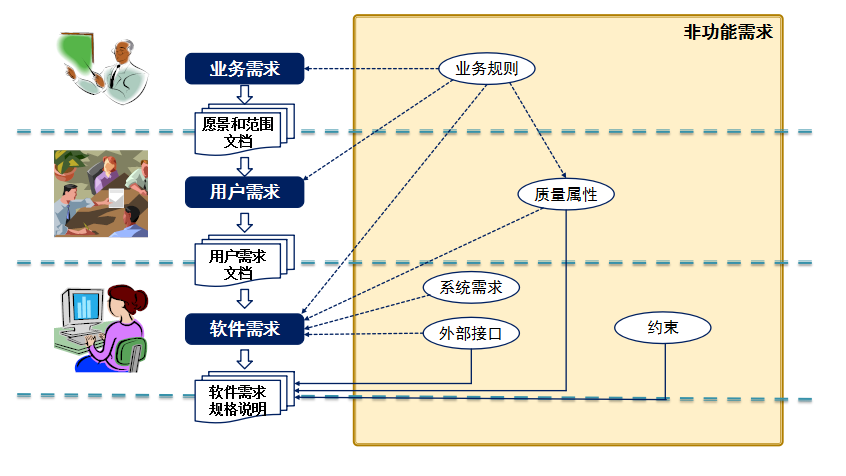 非功能需求
业务需求
业务规则
愿景和范围
文档
用户需求
质量属性
用户需求
文档
系统需求
软件需求
外部接口
约束
软件需求
规格说明